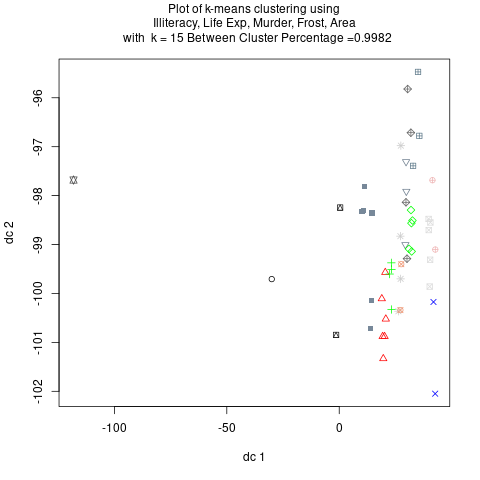 Plot of k-means clustering using
Illiteracy, Life Exp, Murder, Frost, Area
with k = 15 Between Cluster Percentage =0.9982
-96
-97
-98
-99
-100
-101
-102
dc 2
-100
-50
0
dc 1